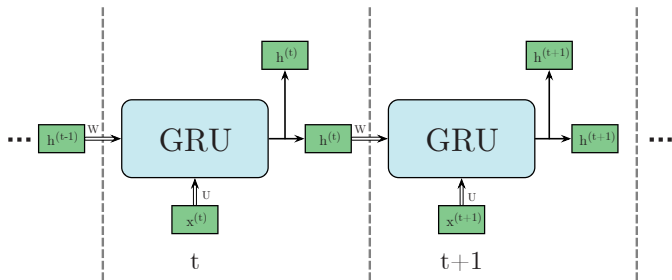 h(t)
h(t+1)
... h(t-1) W GRU h(t) W GRU h(t+1) ...
U U
x(t) x(t+1)
t t+1